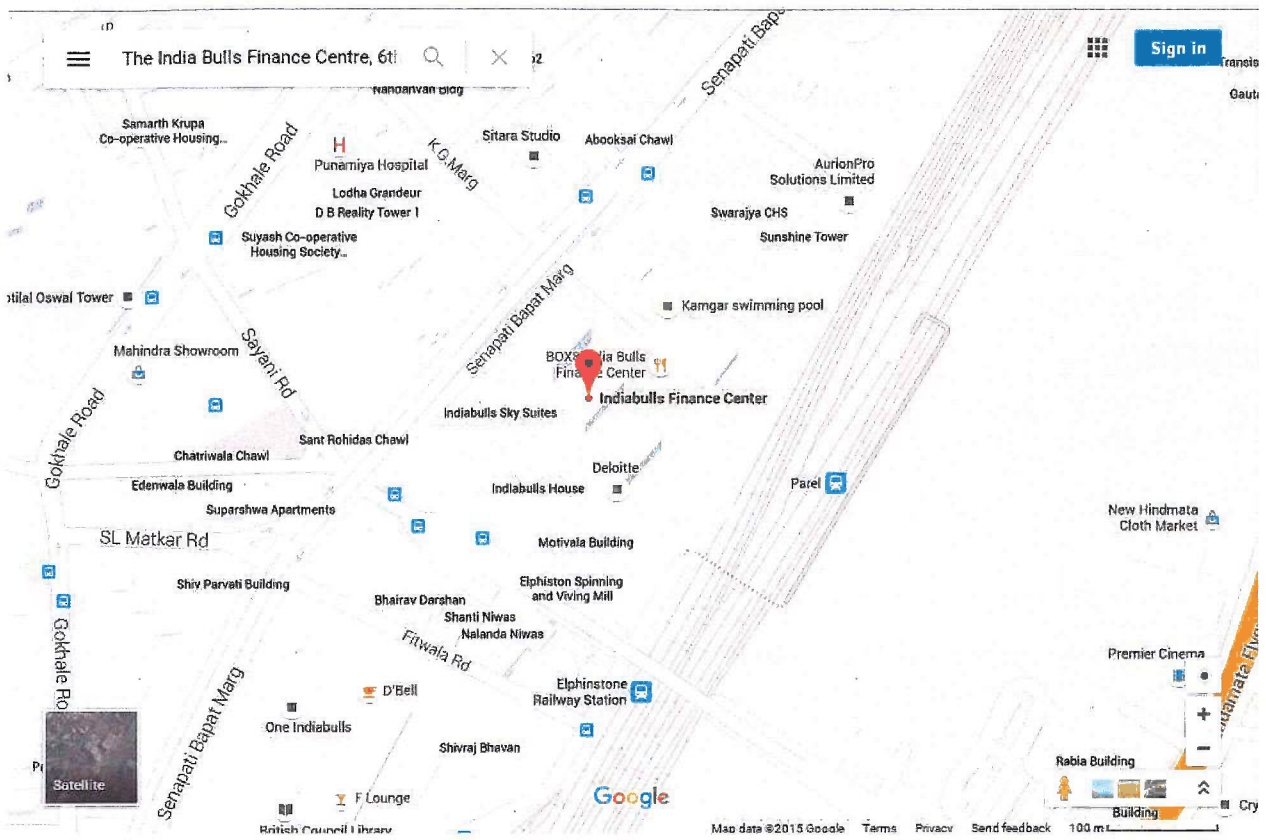 The India Bulls Finance Centre, 6th
Sign in
Nandanvan Bldg
Senapati Bapat
Samarth Krupa
Co-operative Housing...
Gokhale Road
H
Punamiya Hospital
K.G.Marg
Sitara Studio
Abooksai Chawl
AurionPro
Solutions Limited
Lodha Grandeur
D B Reality Tower 1
Swarajya CHS
Sunshine Tower
Suyash Co-operative
Housing Society...
otilal Oswal Tower
Senapati Bapat Marg
Kamgar swimming pool
Mahindra Showroom
Sayani Rd
BOX8 India Bulls
Finance Center
Indiabulls Finance Center
Gokhale Road
Indiabulls Sky Suites
Sant Rohidas Chawl
Chatriwala Chawl
Deloitte
Edenwala Building
Indiabulls House
Parel
Suparshwa Apartments
New Hindmata
Cloth Market
SL Matkar Rd
Motivala Building
Shiv Parvati Building
Elphiston Spinning
and Viving Mill
Bhairav Darshan
Shanti Niwas
Nalanda Niwas
Fitwala Rd
Gokhale Ro
Premier Cinema
Elphinstone
Railway Station
D'Bell
One Indiabulls
Senapati Bapat Marg
Shivraj Bhavan
Satellite
Rabia Building
F Lounge
Google
Building
Cry
British Council Library
Map data ©2015 Google Terms Privacy Send feedback 100 m